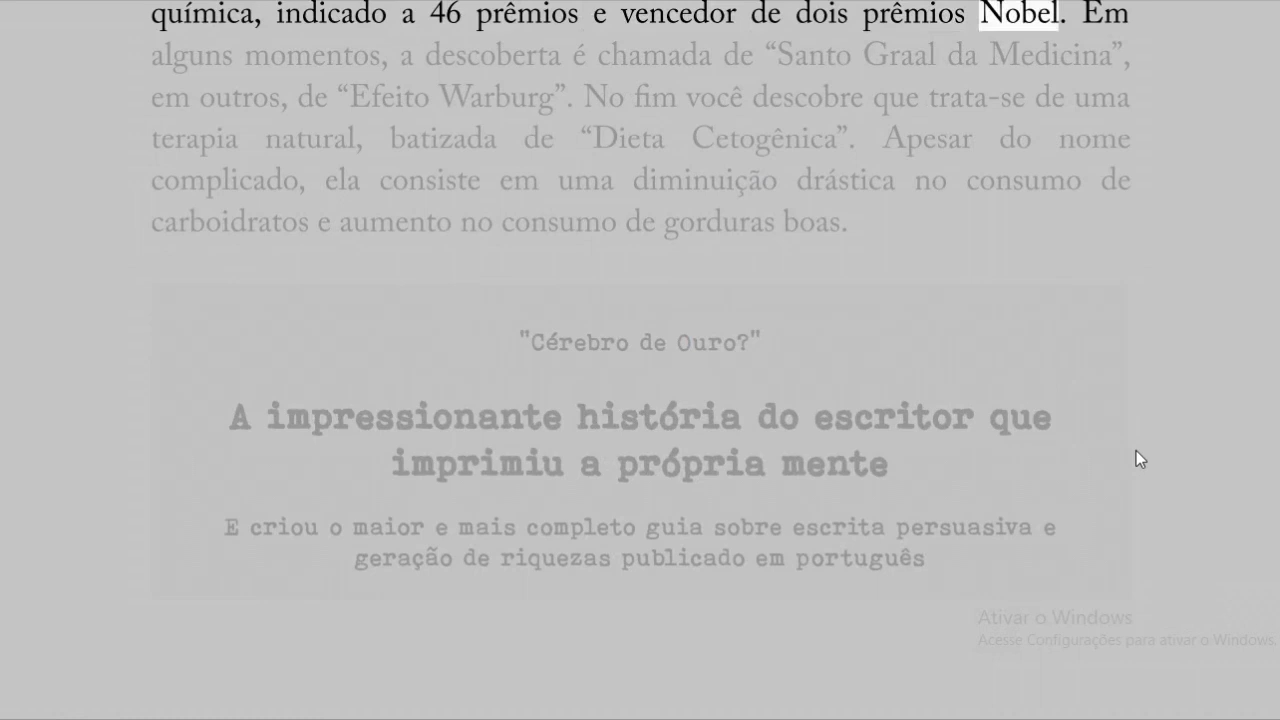 química, indicado a 46 prêmios e vencedor de dois prêmios Nobel. Em
alguns momentos, a descoberta é chamada de “Santo Graal da Medicina”,
em outros, de “Efeito Warburg”. No fim você descobre que trata-se de uma
terapia natural, batizada de “Dieta Cetogênica”. Apesar do nome
complicado, ela consiste em uma diminuição drástica no consumo de
carboidratos e aumento no consumo de gorduras boas.
"Cérebro de Ouro?"
A impressionante história do escritor que
imprimiu a própria mente
E criou o maior e mais completo guia sobre escrita persuasiva e
geração de riquezas publicado em português
Ativar o Windows
Acesse Configurações para ativar o Windows.